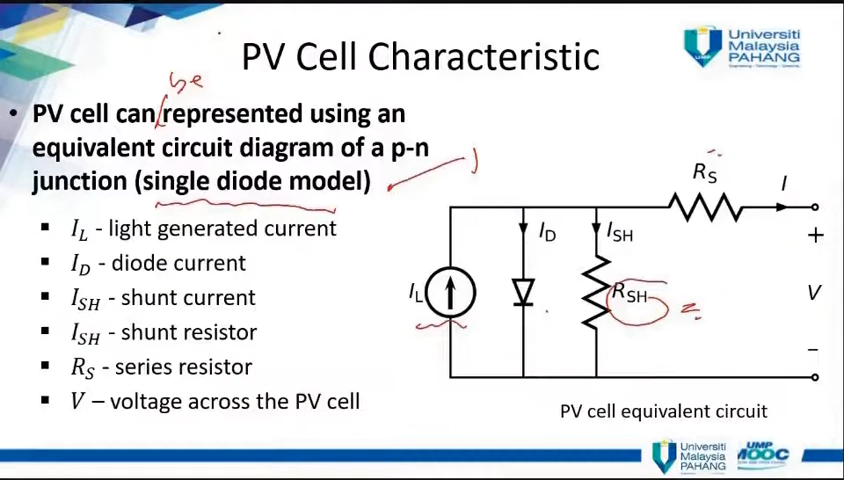 PV Cell Characteristic
Universiti
Malaysia
PAHANG
be
• PV cell can represented using an
equivalent circuit diagram of a p-n
junction (single diode model)
▪ I_L - light generated current
▪ I_D - diode current
▪ I_SH - shunt current
▪ I_SH - shunt resistor
▪ R_S - series resistor
▪ V – voltage across the PV cell
R_S
I
I_D
I_SH
+
I_L
R_SH
V
–
PV cell equivalent circuit
Universiti
Malaysia
PAHANG
UMP
MOOC